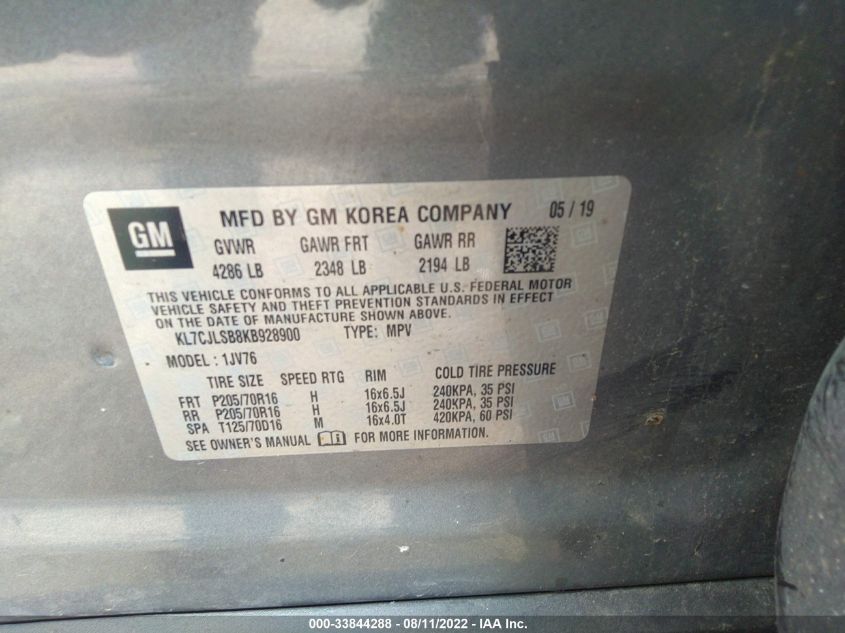 GM
MFD BY GM KOREA COMPANY 05 / 19
GVWR GAWR FRT GAWR RR
4286 LB 2348 LB 2194 LB
THIS VEHICLE CONFORMS TO ALL APPLICABLE U.S. FEDERAL MOTOR
VEHICLE SAFETY AND THEFT PREVENTION STANDARDS IN EFFECT
ON THE DATE OF MANUFACTURE SHOWN ABOVE.
KL7CJLSB8KB928900 TYPE: MPV
MODEL: 1JV76
TIRE SIZE SPEED RTG RIM COLD TIRE PRESSURE
FRT P205/70R16 H 16x6.5J 240KPA, 35 PSI
RR P205/70R16 H 16x6.5J 240KPA, 35 PSI
SPA T125/70D16 M 16x4.0T 420KPA, 60 PSI
SEE OWNER'S MANUAL FOR MORE INFORMATION.
000-33844288 - 08/11/2022 - IAA Inc.